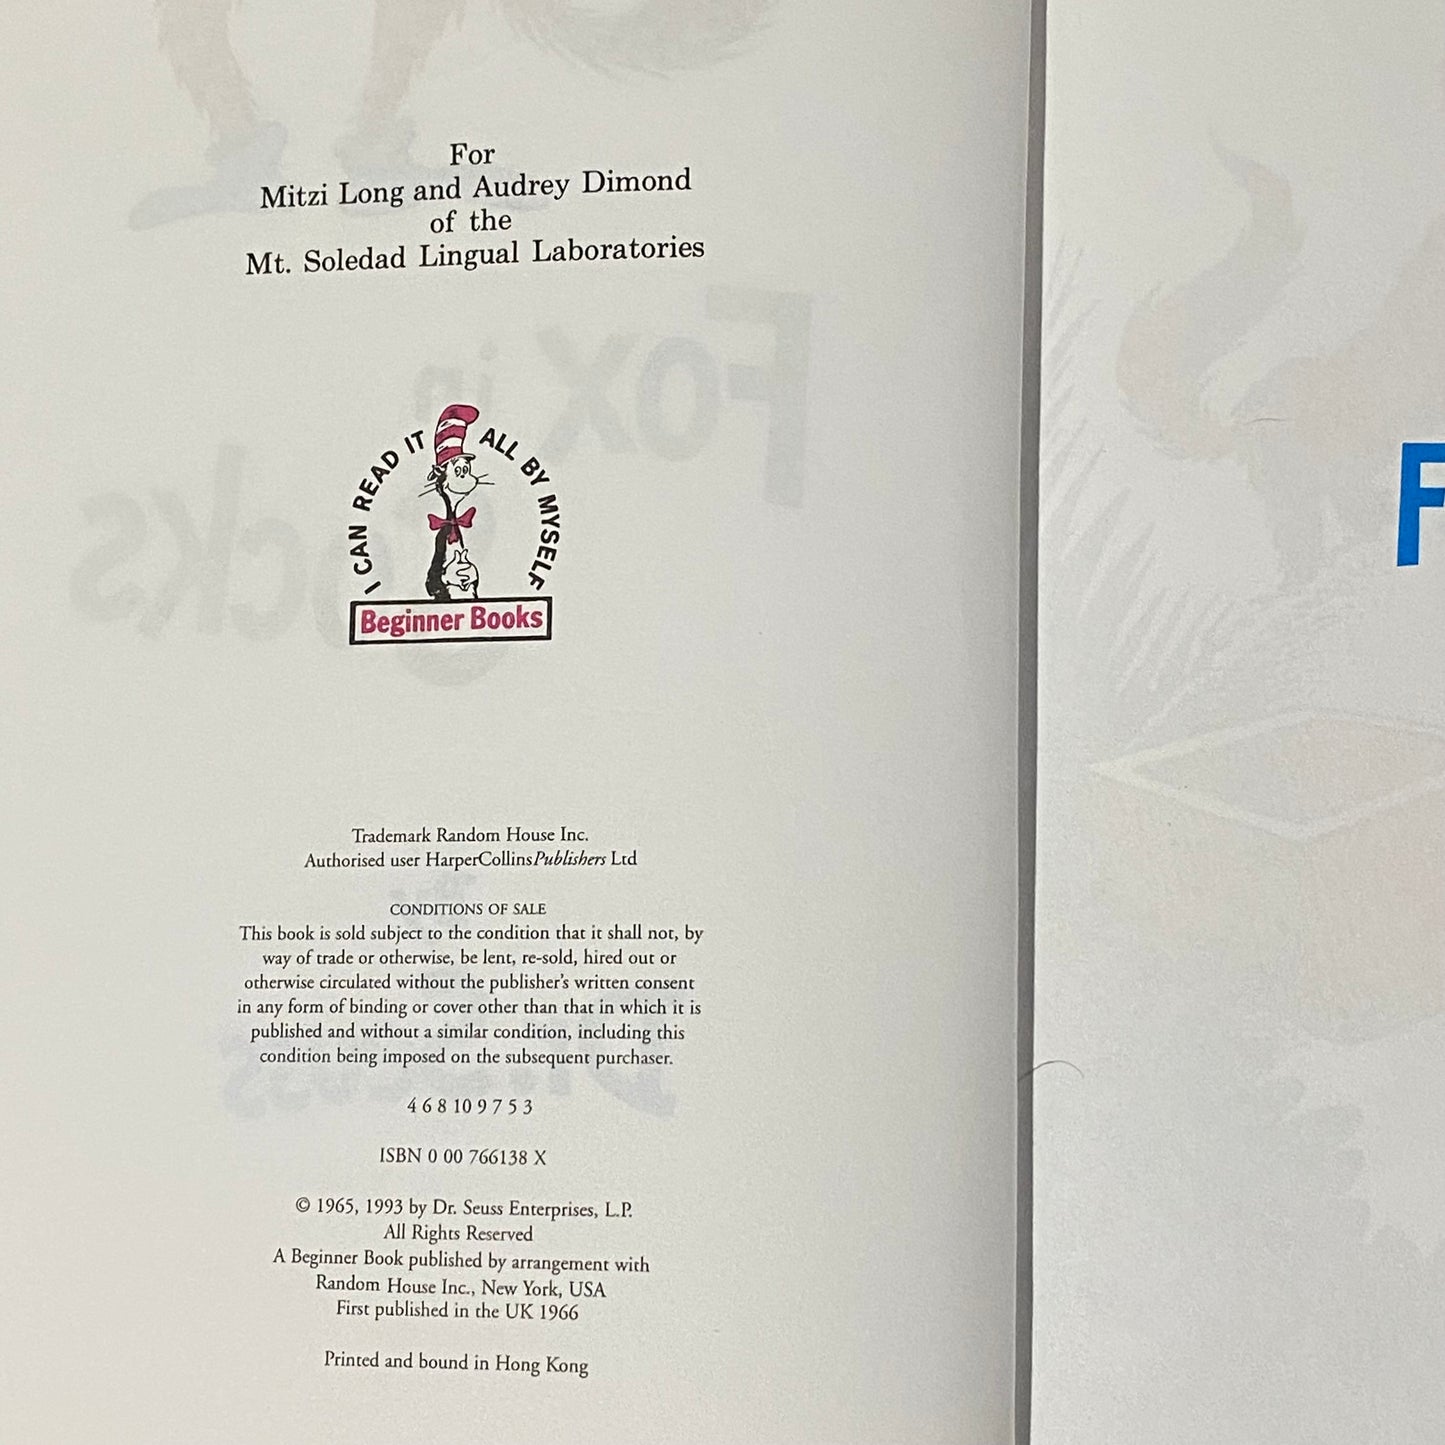 For
Mitzi Long and Audrey Dimond
of the
Mt. Soledad Lingual Laboratories
I CAN READ IT ALL BY MYSELF
Beginner Books
Trademark Random House Inc.
Authorised user HarperCollinsPublishers Ltd
CONDITIONS OF SALE
This book is sold subject to the condition that it shall not, by
way of trade or otherwise, be lent, re-sold, hired out or
otherwise circulated without the publisher's written consent
in any form of binding or cover other than that in which it is
published and without a similar condition, including this
condition being imposed on the subsequent purchaser.
4 6 8 10 9 7 5 3
ISBN 0 00 766138 X
© 1965, 1993 by Dr. Seuss Enterprises, L.P.
All Rights Reserved
A Beginner Book published by arrangement with
Random House Inc., New York, USA
First published in the UK 1966
Printed and bound in Hong Kong
Fox in
Socks
by
Dr. Seuss
F